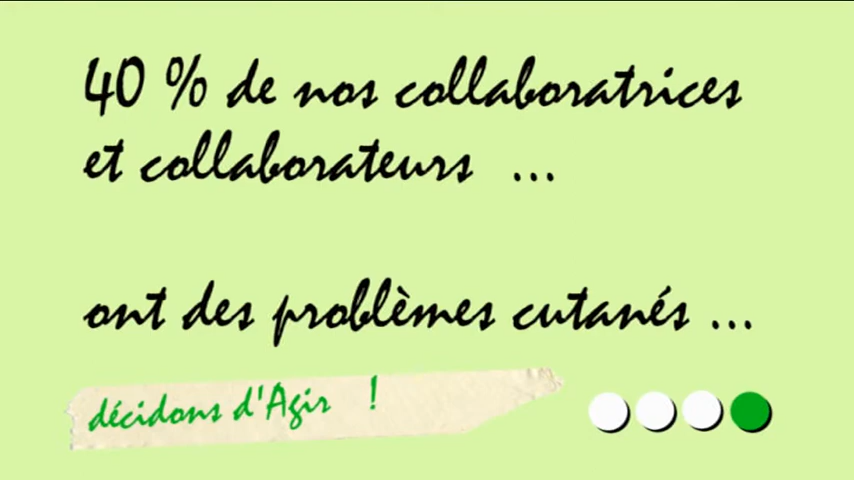 40 % de nos collaboratrices
et collaborateurs ...
ont des problèmes cutanés ...
décidons d'Agir !